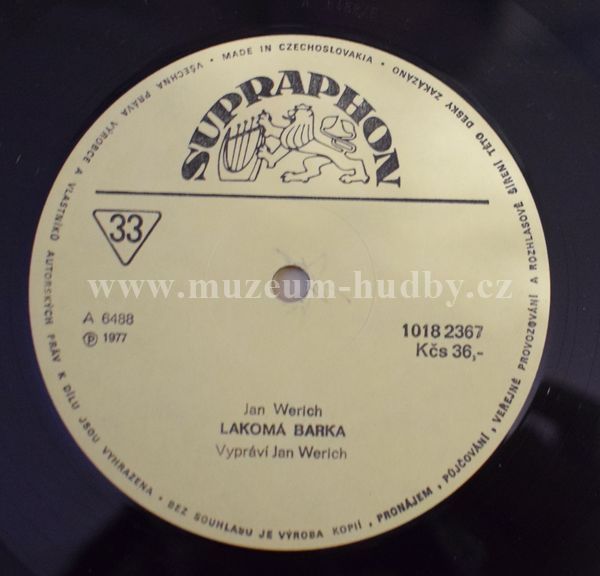 MADE IN CZECHOSLOVAKIA • VŠECHNA PRÁVA VÝROBCE A VLASTNÍKŮ AUTORSKÝCH PRÁV K DÍLU JSOU VYHRAZENA • BEZ SOUHLASU JE VÝROBA KOPIÍ, PRONÁJEM, PŮJČOVÁNÍ, VEŘEJNÉ PROVOZOVÁNÍ A ROZHLASOVÉ ŠÍŘENÍ TÉTO DESKY ZAKÁZÁNO •
SUPRAPHON
33
www.muzeum-hudby.cz
A 6488
1018 2367
℗ 1977
Kčs 36,-
Jan Werich
LAKOMÁ BARKA
Vypráví Jan Werich